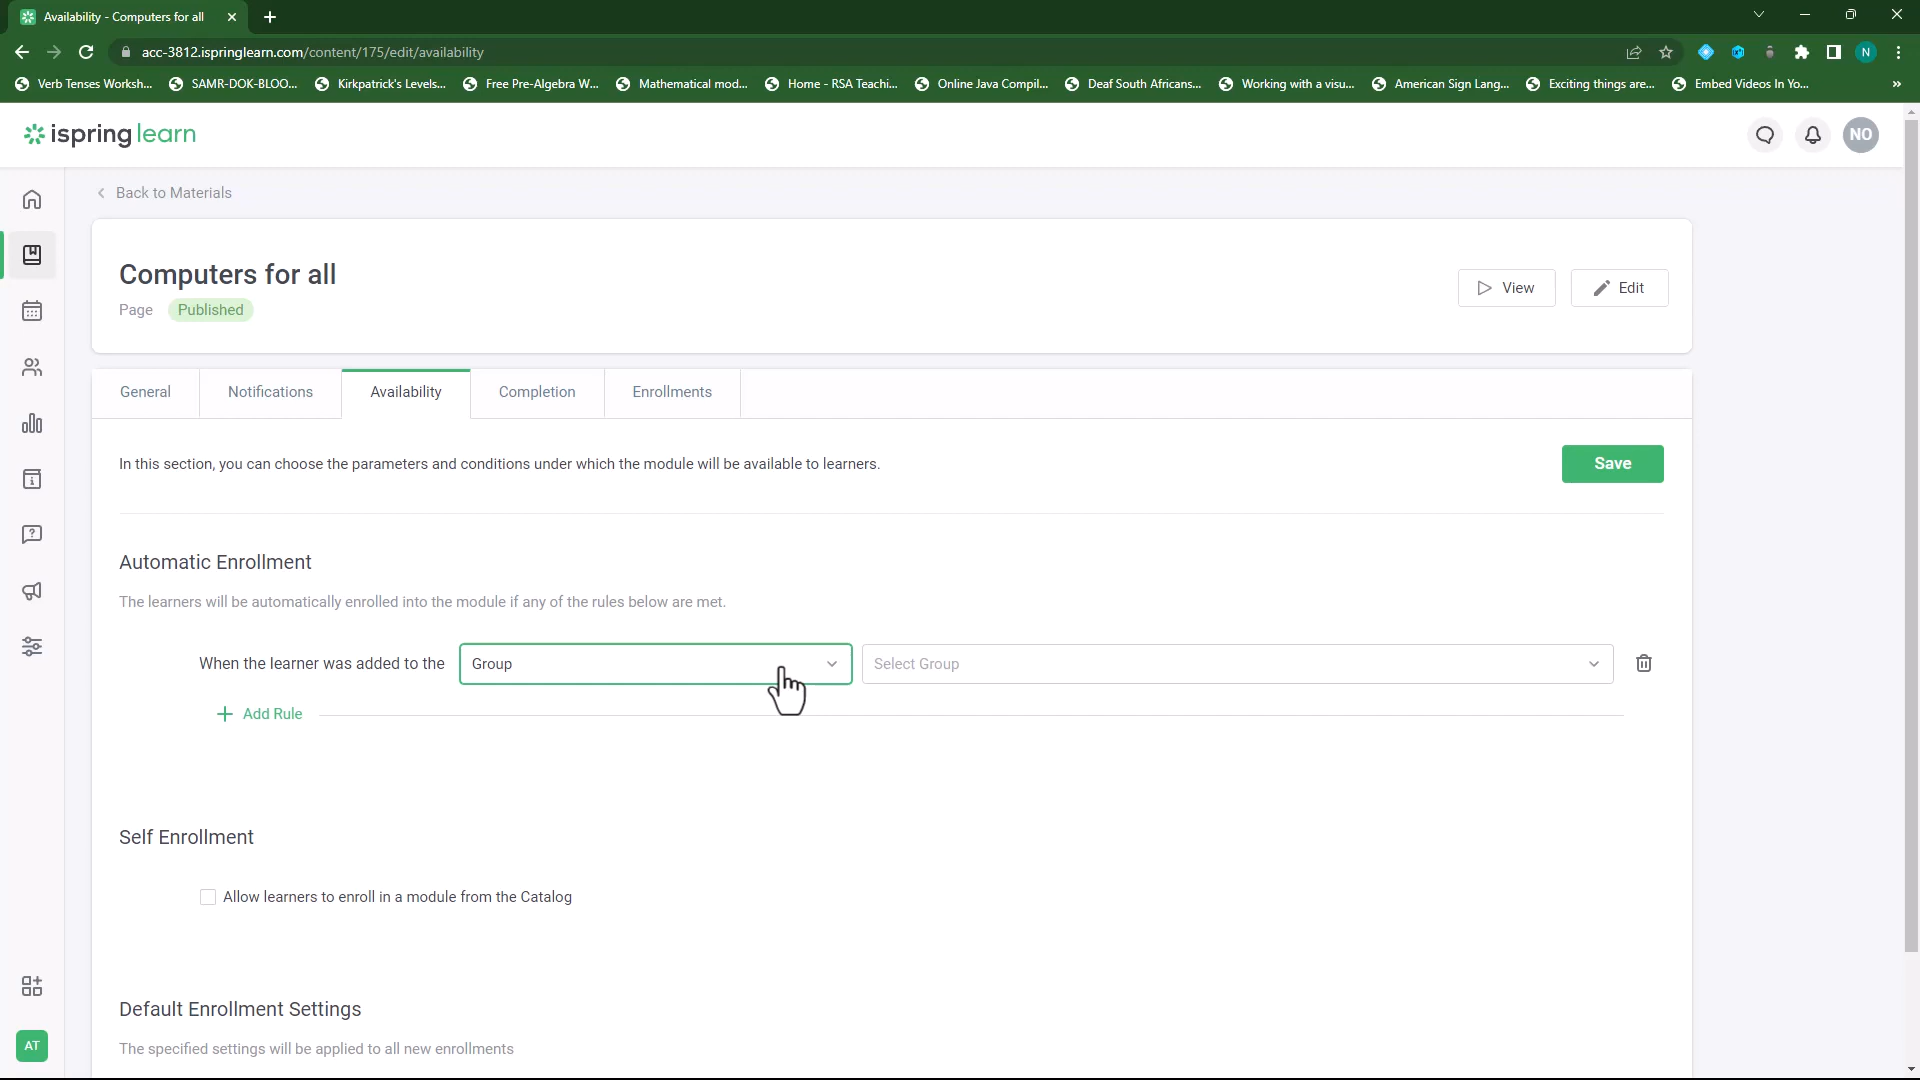 Availability - Computers for all
acc-3812.ispringlearn.com/content/175/edit/availability
N
Verb Tenses Worksh...
SAMR-DOK-BLOO...
Kirkpatrick's Levels...
Free Pre-Algebra W...
Mathematical mod...
Home - RSA Teachi...
Online Java Compil...
Deaf South Africans...
Working with a visu...
American Sign Lang...
Exciting things are...
Embed Videos In Yo...
»
ispring learn
NO
Back to Materials
Computers for all
Page Published
View
Edit
General
Notifications
Availability
Completion
Enrollments
In this section, you can choose the parameters and conditions under which the module will be available to learners.
Save
Automatic Enrollment
The learners will be automatically enrolled into the module if any of the rules below are met.
When the learner was added to the Group Select Group
+ Add Rule
Self Enrollment
Allow learners to enroll in a module from the Catalog
Default Enrollment Settings
The specified settings will be applied to all new enrollments
AT